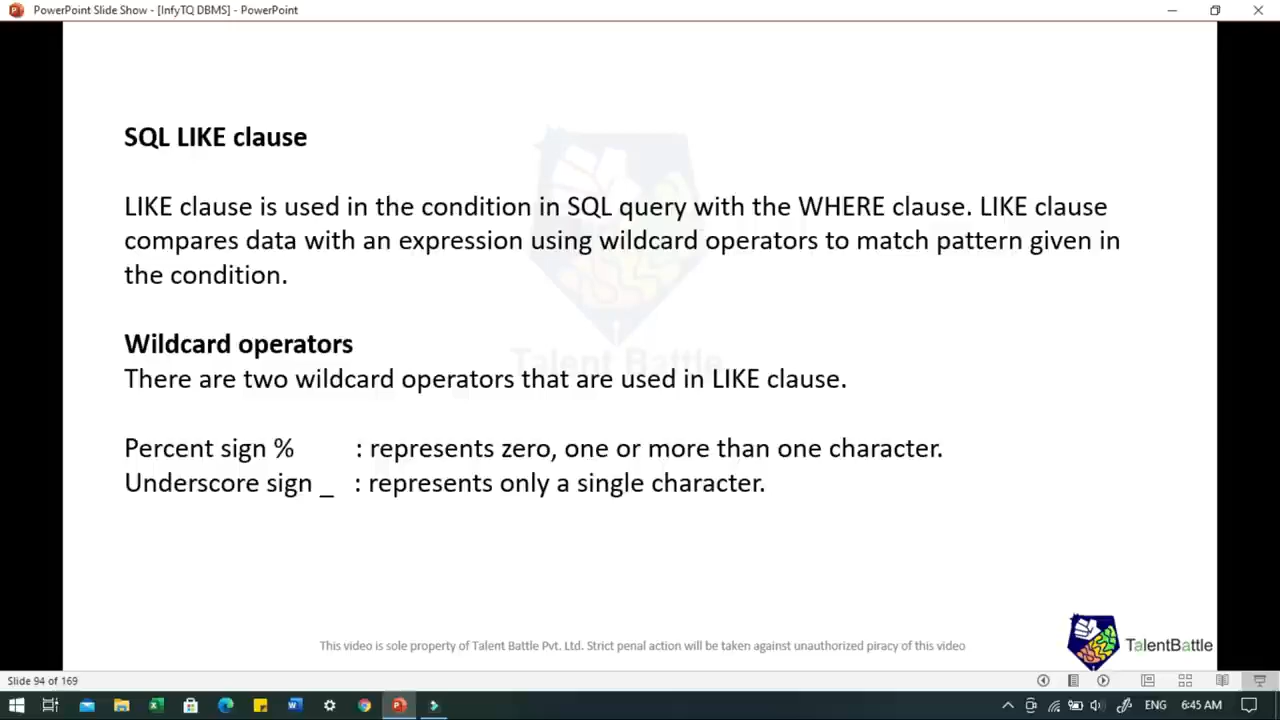 PowerPoint Slide Show - [InfyTQ DBMS] - PowerPoint
SQL LIKE clause
LIKE clause is used in the condition in SQL query with the WHERE clause. LIKE clause
compares data with an expression using wildcard operators to match pattern given in
the condition.
Talent Battle
Wildcard operators
There are two wildcard operators that are used in LIKE clause.
Percent sign % : represents zero, one or more than one character.
Underscore sign _ : represents only a single character.
This video is sole property of Talent Battle Pvt. Ltd. Strict penal action will be taken against unauthorized piracy of this video
TalentBattle
Slide 94 of 169
ENG 6:45 AM